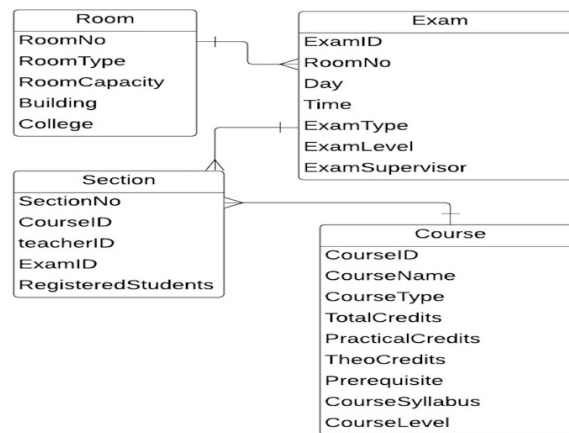 Room
RoomNo
RoomType
RoomCapacity
Building
College
Exam
ExamID
RoomNo
Day
Time
ExamType
ExamLevel
ExamSupervisor
Section
SectionNo
CourseID
teacherID
ExamID
RegisteredStudents
Course
CourseID
CourseName
CourseType
TotalCredits
PracticalCredits
TheoCredits
Prerequisite
CourseSyllabus
CourseLevel